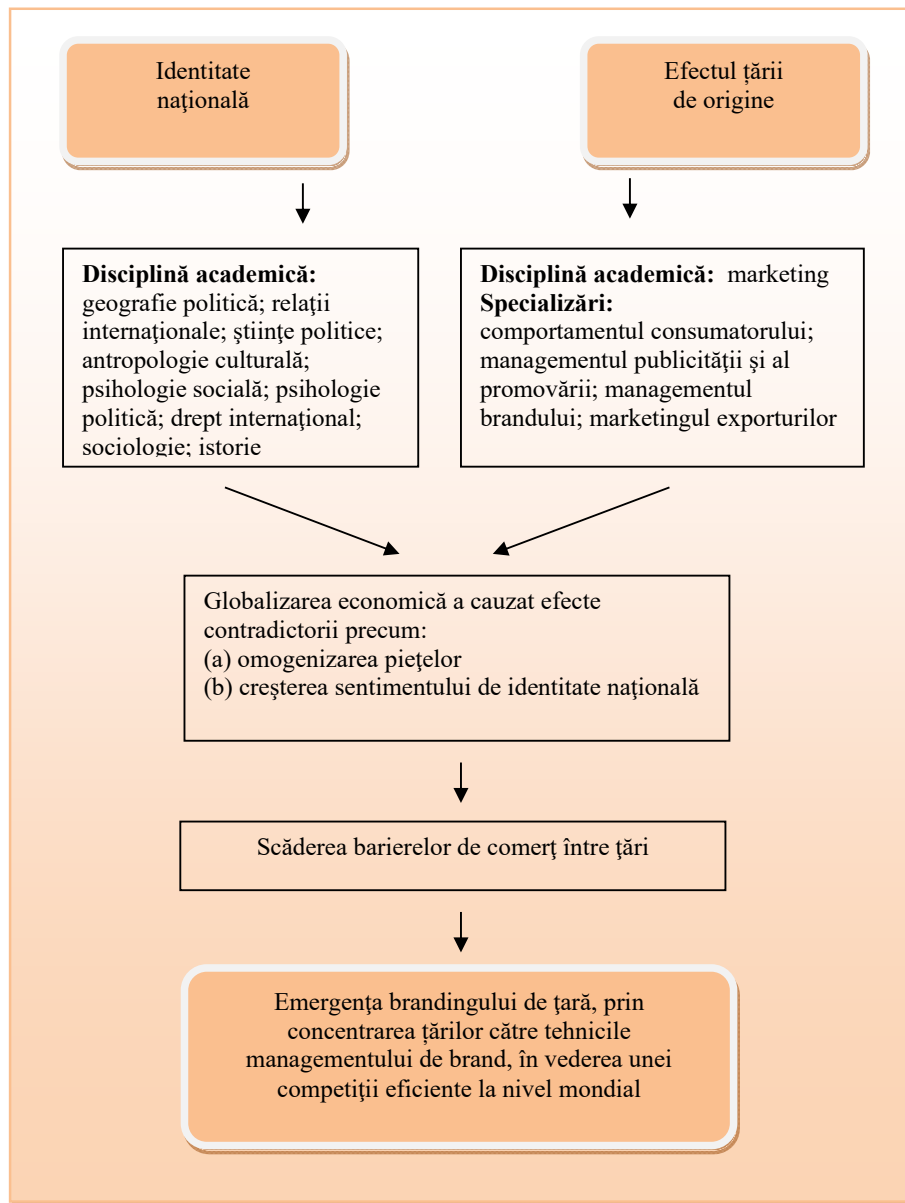 Identitate
naţională
Efectul țării
de origine
Disciplină academică:
geografie politică; relaţii
internaţionale; ştiinţe politice;
antropologie culturală;
psihologie socială; psihologie
politică; drept internaţional;
sociologie; istorie
Disciplină academică: marketing
Specializări:
comportamentul consumatorului;
managementul publicităţii şi al
promovării; managementul
brandului; marketingul exporturilor
Globalizarea economică a cauzat efecte
contradictorii precum:
(a) omogenizarea pieţelor
(b) creşterea sentimentului de identitate naţională
Scăderea barierelor de comerţ între ţări
Emergenţa brandingului de ţară, prin
concentrarea țărilor către tehnicile
managementului de brand, în vederea unei
competiţii eficiente la nivel mondial